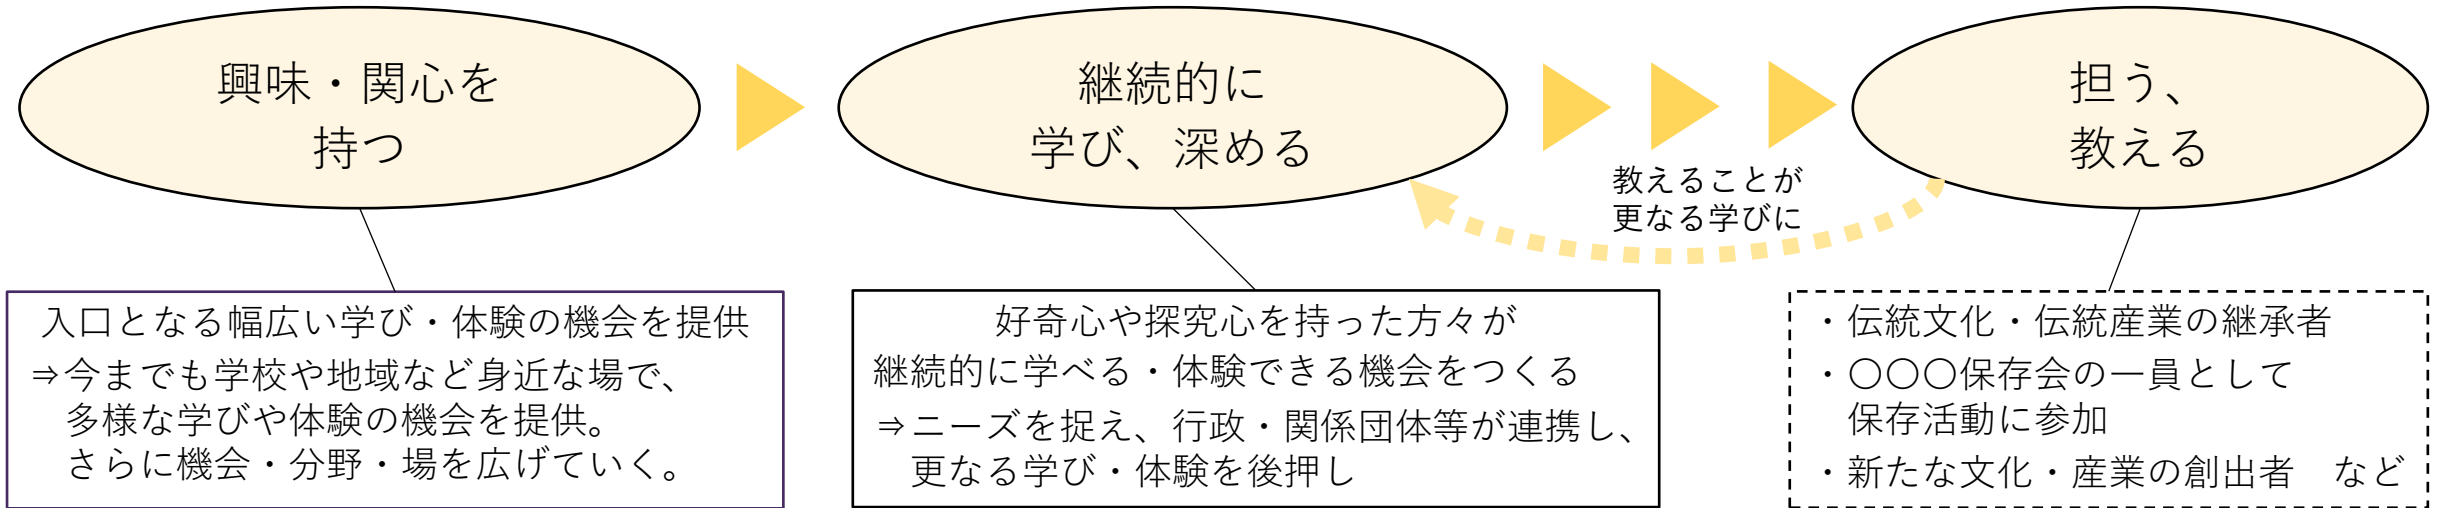 興味・関心を
持つ
継続的に
学び、深める
担う、
教える
教えることが
更なる学びに
入口となる幅広い学び・体験の機会を提供
⇒今までも学校や地域など身近な場で、
多様な学びや体験の機会を提供。
さらに機会・分野・場を広げていく。
好奇心や探究心を持った方々が
継続的に学べる・体験できる機会をつくる
⇒ニーズを捉え、行政・関係団体等が連携し、
更なる学び・体験を後押し
・伝統文化・伝統産業の継承者
・〇〇〇保存会の一員として
保存活動に参加
・新たな文化・産業の創出者　など